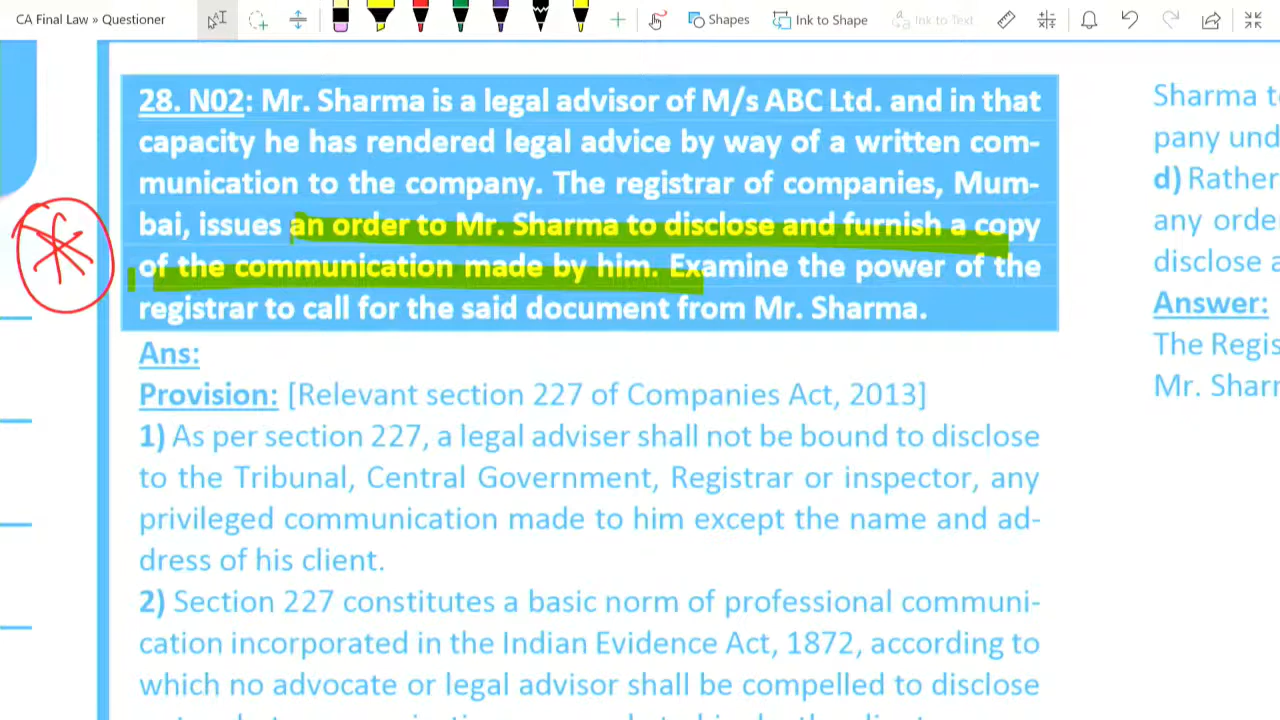 CA Final Law » Questioner
Shapes
Ink to Shape
Ink to Text
28. N02: Mr. Sharma is a legal advisor of M/s ABC Ltd. and in that
capacity he has rendered legal advice by way of a written com-
munication to the company. The registrar of companies, Mum-
bai, issues an order to Mr. Sharma to disclose and furnish a copy
of the communication made by him. Examine the power of the
registrar to call for the said document from Mr. Sharma.
Ans:
Provision: [Relevant section 227 of Companies Act, 2013]
1) As per section 227, a legal adviser shall not be bound to disclose
to the Tribunal, Central Government, Registrar or inspector, any
privileged communication made to him except the name and ad-
dress of his client.
2) Section 227 constitutes a basic norm of professional communi-
cation incorporated in the Indian Evidence Act, 1872, according to
which no advocate or legal advisor shall be compelled to disclose
Sharma to
pany und
d) Rather
any orde
disclose a
Answer:
The Regis
Mr. Sharm